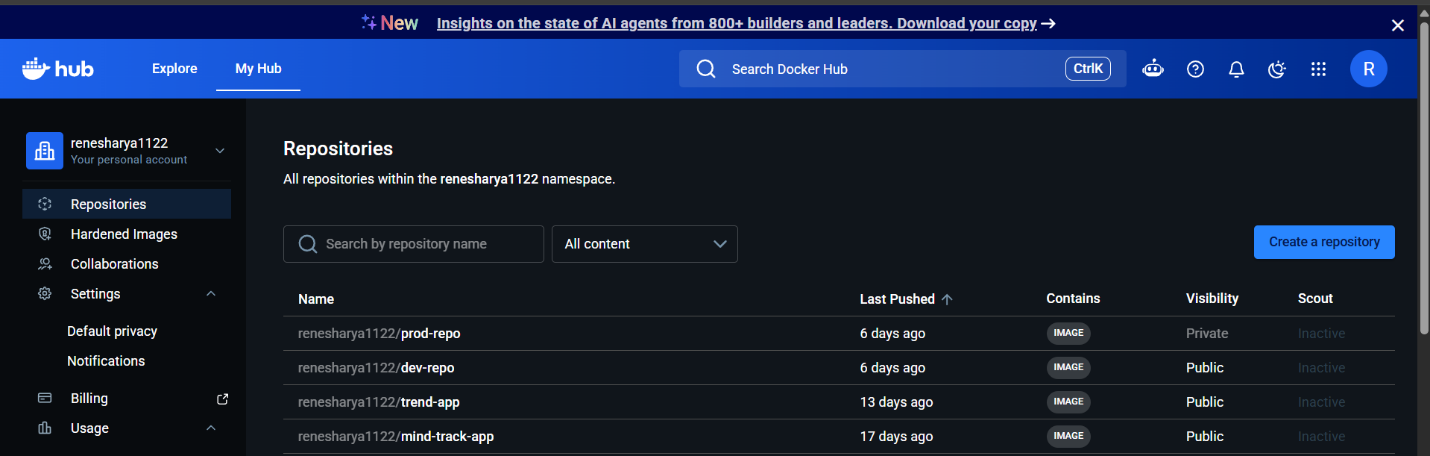 New Insights on the state of AI agents from 800+ builders and leaders. Download your copy →
hub Explore My Hub Search Docker Hub CtrlK R
renesharya1122
Your personal account
Repositories
Hardened Images
Collaborations
Settings
Default privacy
Notifications
Billing
Usage
Repositories
All repositories within the renesharya1122 namespace.
Search by repository name All content Create a repository
Name Last Pushed Contains Visibility Scout
renesharya1122/prod-repo 6 days ago IMAGE Private Inactive
renesharya1122/dev-repo 6 days ago IMAGE Public Inactive
renesharya1122/trend-app 13 days ago IMAGE Public Inactive
renesharya1122/mind-track-app 17 days ago IMAGE Public Inactive